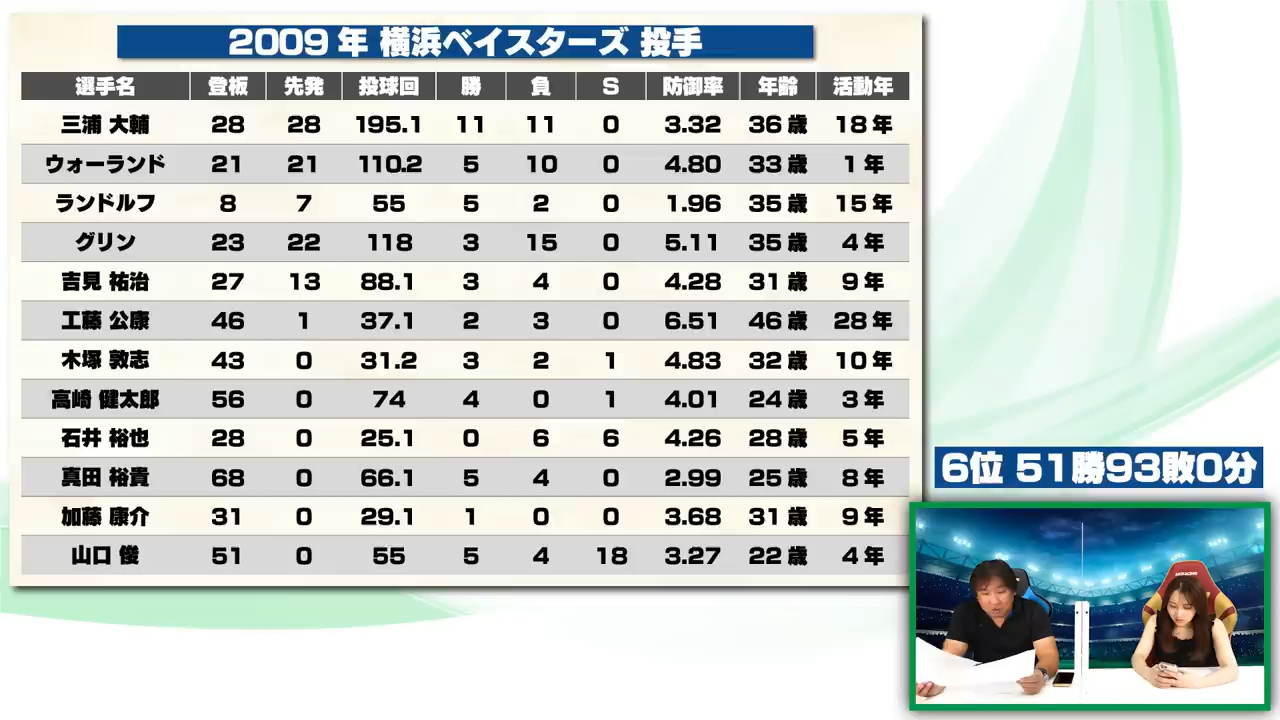 2009年 横浜ベイスターズ 投手
選手名 登板 先発 投球回 勝 負 S 防御率 年齢 活動年
三浦 大輔 28 28 195.1 11 11 0 3.32 36歳 18年
ウォーランド 21 21 110.2 5 10 0 4.80 33歳 1年
ランドルフ 8 7 55 5 2 0 1.96 35歳 15年
グリン 23 22 118 3 15 0 5.11 35歳 4年
吉見 祐治 27 13 88.1 3 4 0 4.28 31歳 9年
工藤 公康 46 1 37.1 2 3 0 6.51 46歳 28年
木塚 敦志 43 0 31.2 3 2 1 4.83 32歳 10年
高崎 健太郎 56 0 74 4 0 1 4.01 24歳 3年
石井 裕也 28 0 25.1 0 6 6 4.26 28歳 5年
真田 裕貴 68 0 66.1 5 4 0 2.99 25歳 8年
加藤 康介 31 0 29.1 1 0 0 3.68 31歳 9年
山口 俊 51 0 55 5 4 18 3.27 22歳 4年
6位 51勝93敗0分
AKRACING